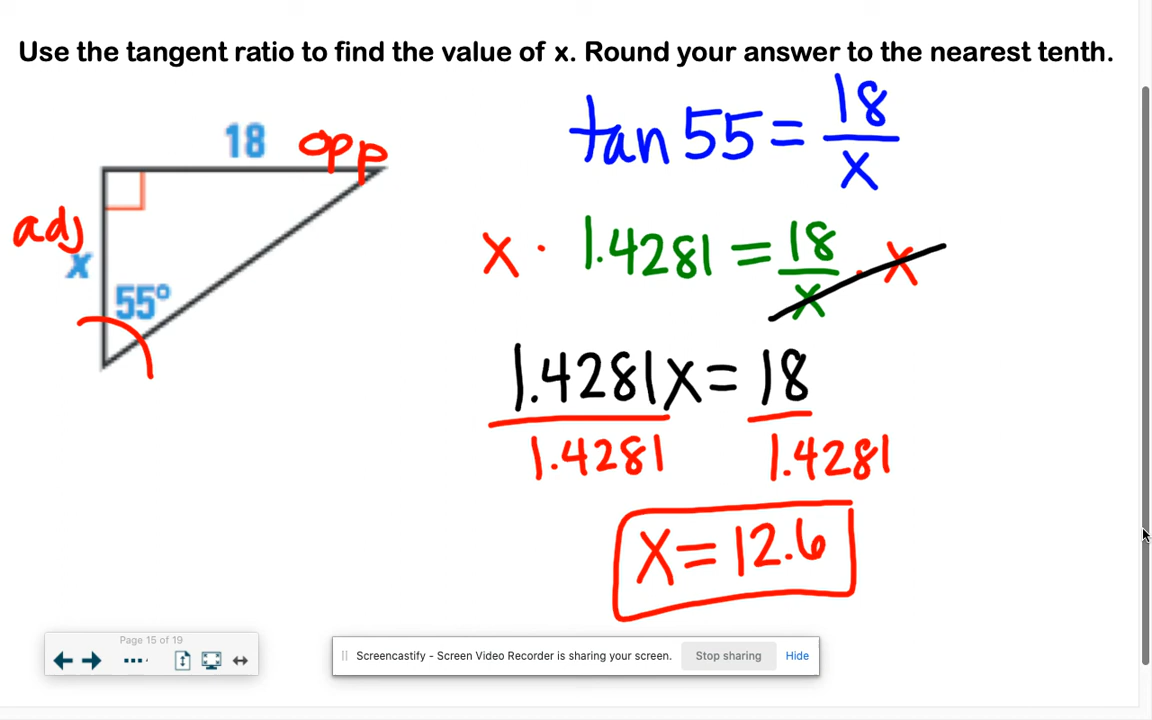 Use the tangent ratio to find the value of x. Round your answer to the nearest tenth.
18 opp
adj
x
55°
tan 55 = 18/x
x · 1.4281 = 18/x · x
1.4281x = 18
1.4281 1.4281
x = 12.6
Page 15 of 19
Screencastify - Screen Video Recorder is sharing your screen. Stop sharing Hide